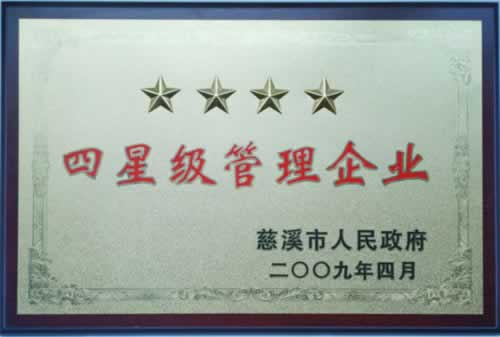 四星级管理企业
慈溪市人民政府
二〇〇九年四月